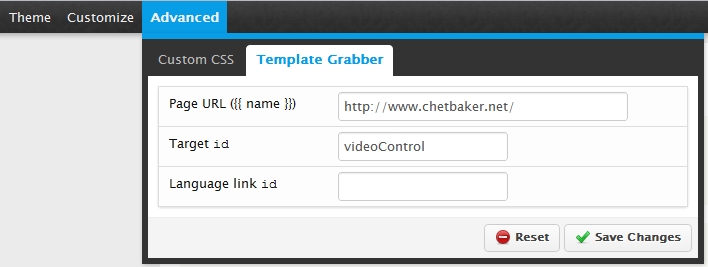 Theme Customize Advanced
Custom CSS Template Grabber
Page URL ({{ name }}) http://www.chetbaker.net/
Target id videoControl
Language link id
Reset Save Changes